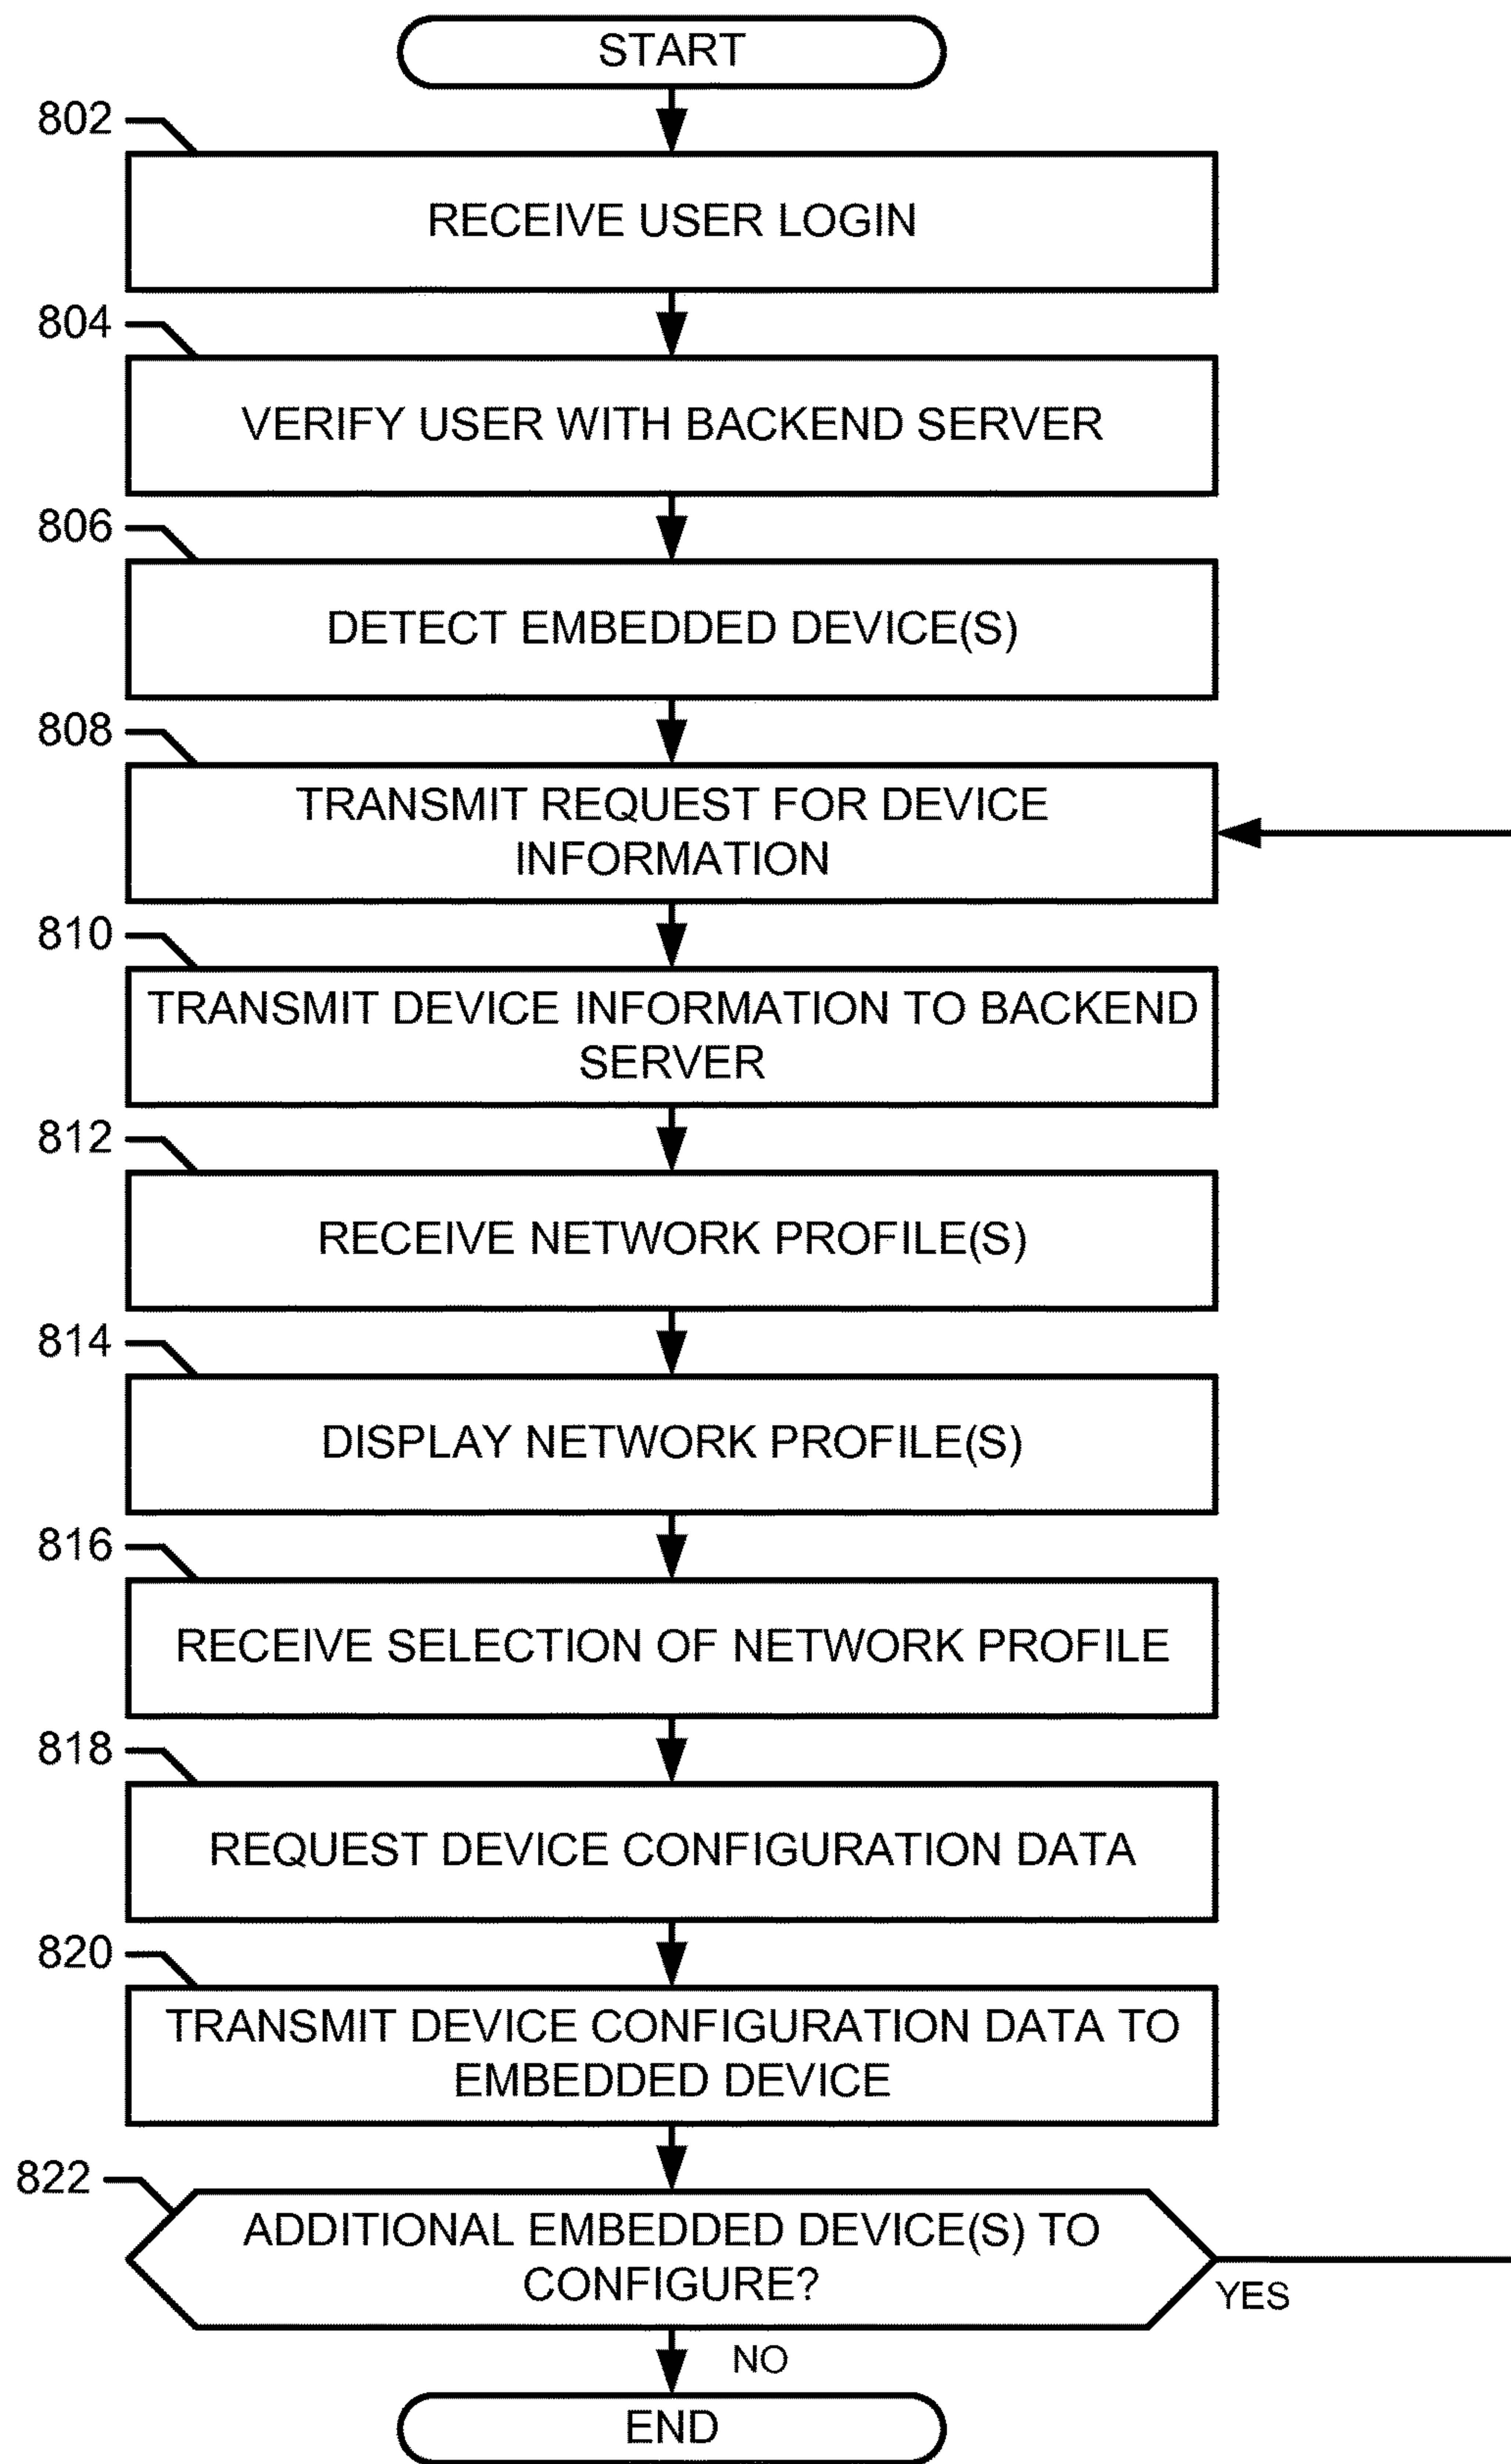 START
802
RECEIVE USER LOGIN
804
VERIFY USER WITH BACKEND SERVER
806
DETECT EMBEDDED DEVICE(S)
808
TRANSMIT REQUEST FOR DEVICE
INFORMATION
810
TRANSMIT DEVICE INFORMATION TO BACKEND
SERVER
812
RECEIVE NETWORK PROFILE(S)
814
DISPLAY NETWORK PROFILE(S)
816
RECEIVE SELECTION OF NETWORK PROFILE
818
REQUEST DEVICE CONFIGURATION DATA
820
TRANSMIT DEVICE CONFIGURATION DATA TO
EMBEDDED DEVICE
822
ADDITIONAL EMBEDDED DEVICE(S) TO
CONFIGURE?
YES
NO
END